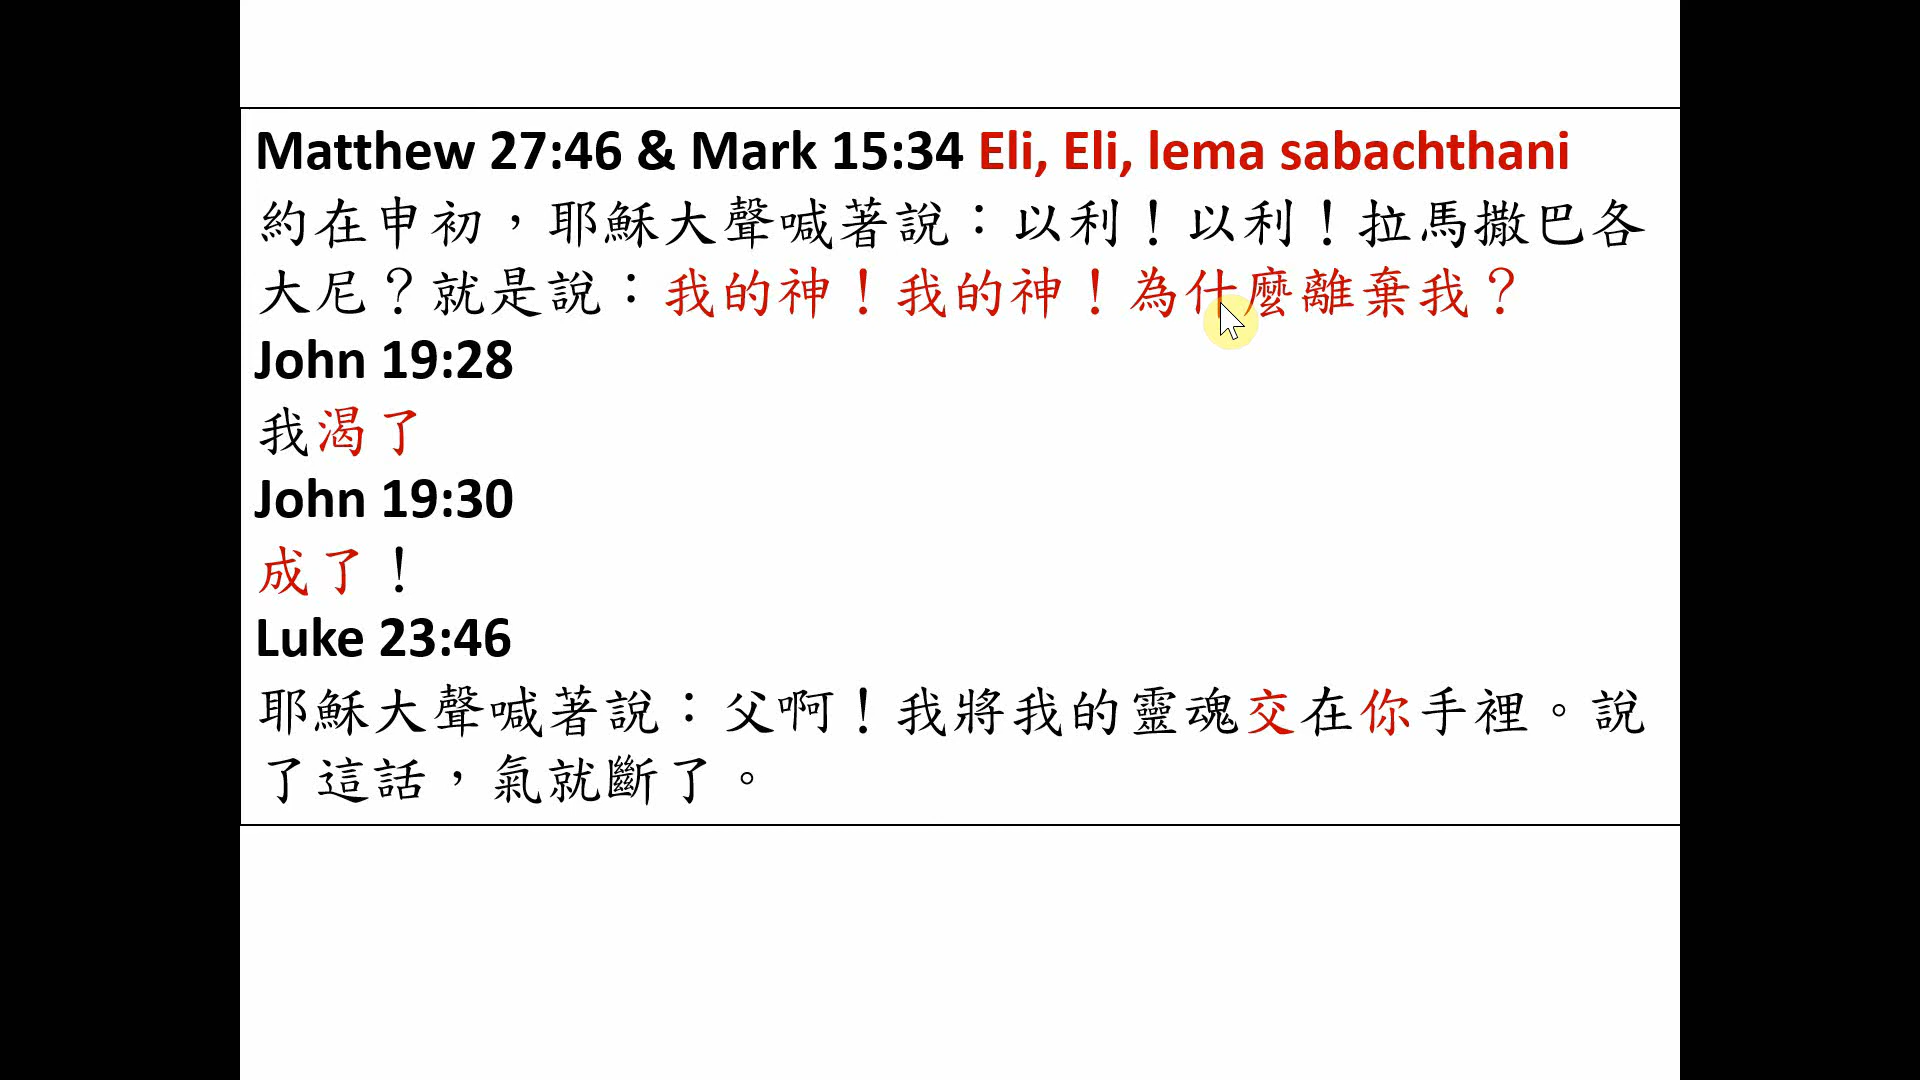 Matthew 27:46 & Mark 15:34 Eli, Eli, lema sabachthani
約在申初，耶穌大聲喊著說：以利！以利！拉馬撒巴各
大尼？就是說：我的神！我的神！為什麼離棄我？
John 19:28
我渴了
John 19:30
成了！
Luke 23:46
耶穌大聲喊著說：父啊！我將我的靈魂交在你手裡。說
了這話，氣就斷了。